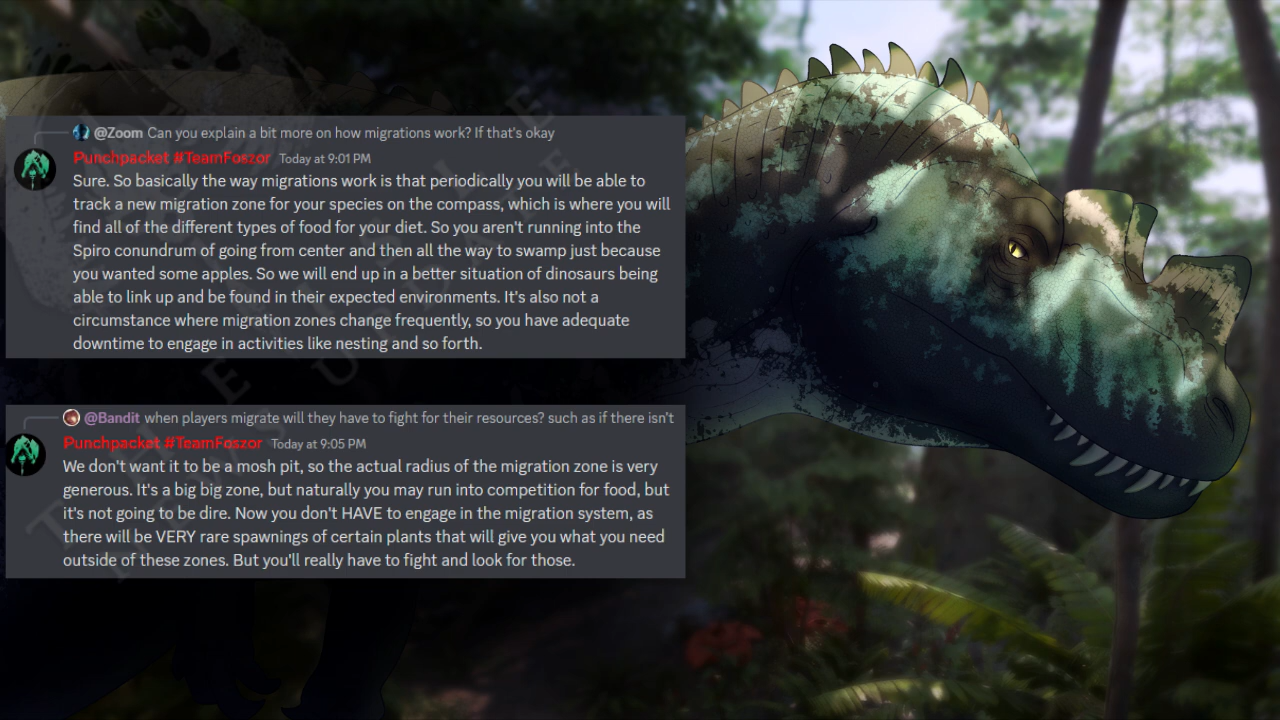 @Zoom Can you explain a bit more on how migrations work? If that's okay
Punchpacket #TeamFoszor Today at 9:01 PM
Sure. So basically the way migrations work is that periodically you will be able to
track a new migration zone for your species on the compass, which is where you will
find all of the different types of food for your diet. So you aren't running into the
Spiro conundrum of going from center and then all the way to swamp just because
you wanted some apples. So we will end up in a better situation of dinosaurs being
able to link up and be found in their expected environments. It's also not a
circumstance where migration zones change frequently, so you have adequate
downtime to engage in activities like nesting and so forth.
@Bandit when players migrate will they have to fight for their resources? such as if there isn't
Punchpacket #TeamFoszor Today at 9:05 PM
We don't want it to be a mosh pit, so the actual radius of the migration zone is very
generous. It's a big big zone, but naturally you may run into competition for food, but
it's not going to be dire. Now you don't HAVE to engage in the migration system, as
there will be VERY rare spawnings of certain plants that will give you what you need
outside of these zones. But you'll really have to fight and look for those.